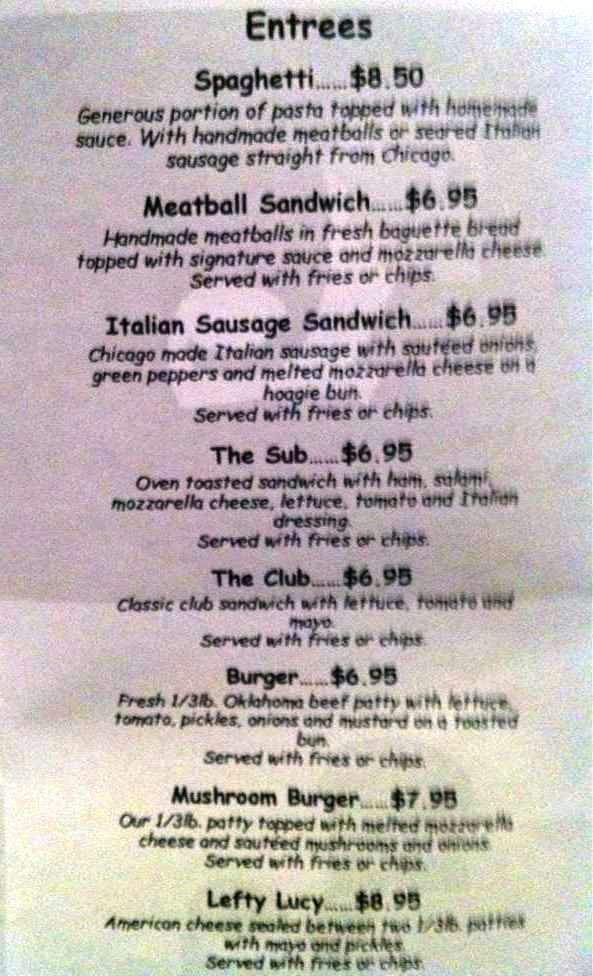 Entrees
Spaghetti......$8.50
Generous portion of pasta topped with homemade
sauce. With handmade meatballs or seared Italian
sausage straight from Chicago.
Meatball Sandwich......$6.95
Handmade meatballs in fresh baguette bread
topped with signature sauce and mozzarella cheese.
Served with fries or chips.
Italian Sausage Sandwich......$6.95
Chicago made Italian sausage with sautéed onions,
green peppers and melted mozzarella cheese on a
hoagie bun.
Served with fries or chips.
The Sub......$6.95
Oven toasted sandwich with ham, salami,
mozzarella cheese, lettuce, tomato and Italian
dressing.
Served with fries or chips.
The Club......$6.95
Classic club sandwich with lettuce, tomato and
mayo.
Served with fries or chips.
Burger......$6.95
Fresh 1/3lb. Oklahoma beef patty with lettuce,
tomato, pickles, onions and mustard on a toasted
bun.
Served with fries or chips.
Mushroom Burger......$7.95
Our 1/3lb. patty topped with melted mozzarella
cheese and sautéed mushrooms and onions.
Served with fries or chips.
Lefty Lucy......$8.95
American cheese sealed between two 1/3lb. patties
with mayo and pickles.
Served with fries or chips.